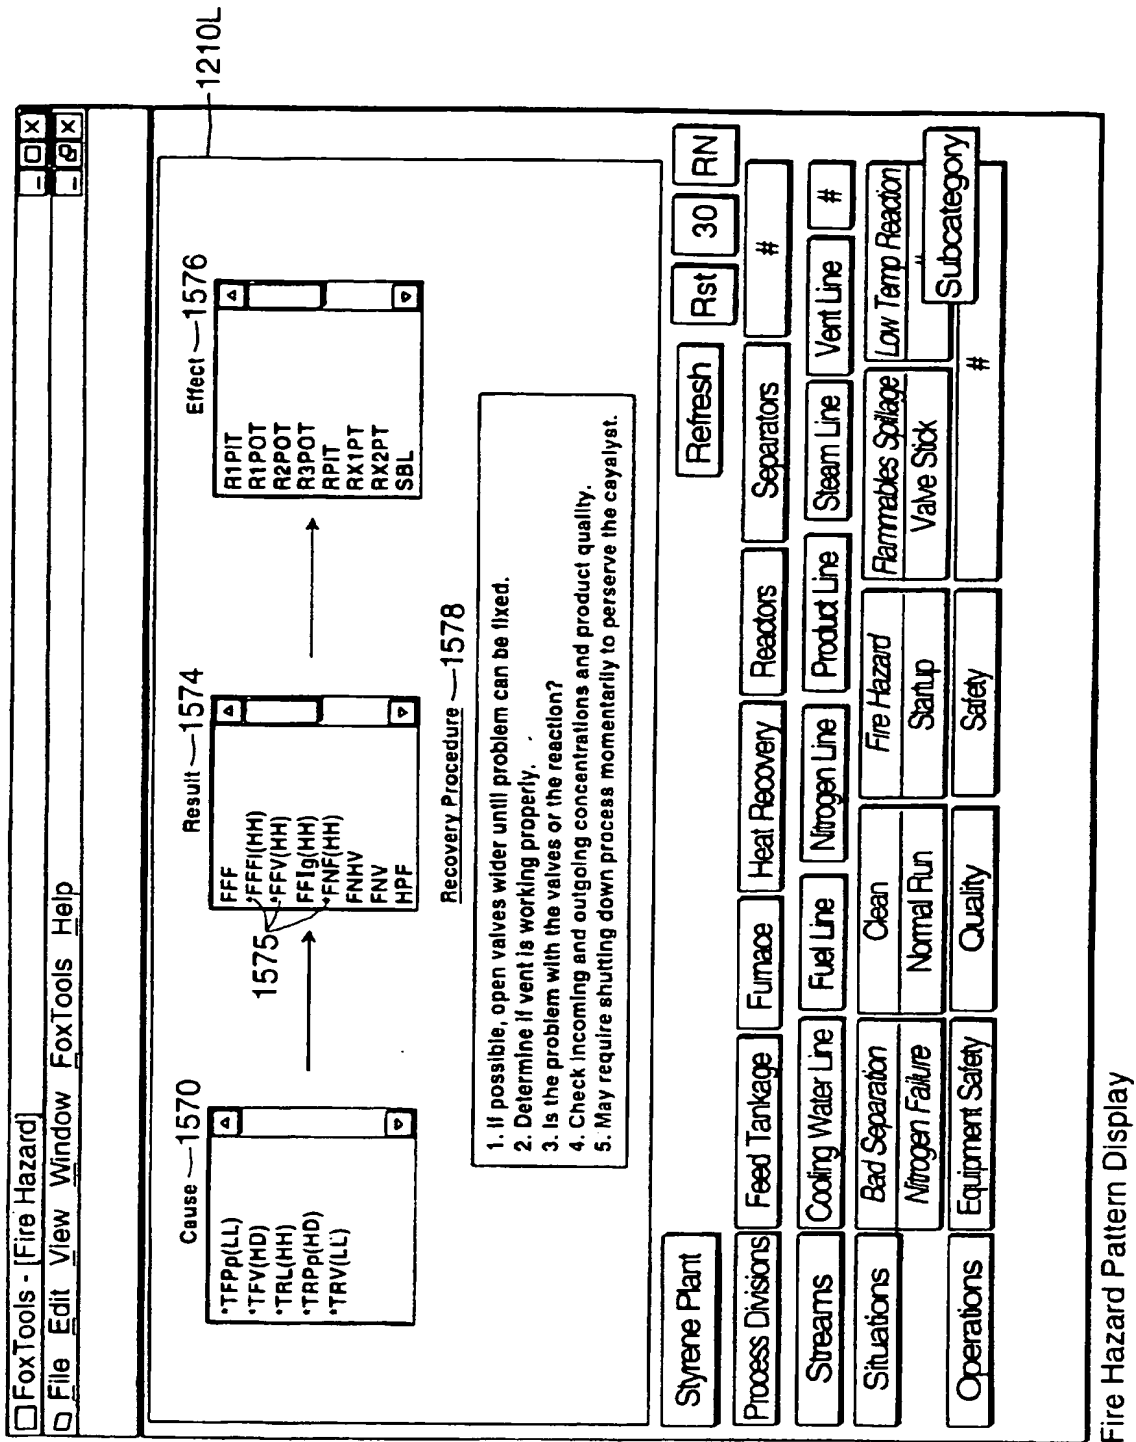 FoxTools - [Fire Hazard]
File Edit View Window FoxTools Help
1210L
Cause 1570
*TFPp(LL)
*TFV(HD)
*TRL(HH)
*TRPp(HD)
*TRV(LL)
Result 1574
FFF
*FFFI(HH)
*FFV(HH)
FFIg(HH)
*FNF(HH)
FNHV
FNV
HPF
1575
Effect 1576
R1PIT
R1POT
R2POT
R3POT
RPIT
RX1PT
RX2PT
SBL
Recovery Procedure 1578
1. If possible, open valves wider until problem can be fixed.
2. Determine if vent is working properly.
3. Is the problem with the valves or the reaction?
4. Check incoming and outgoing concentrations and product quality.
5. May require shutting down process momentarily to perserve the cayalyst.
Styrene Plant Refresh Rst 30 RN
Process Divisions Feed Tankage Furnace Heat Recovery Reactors Separators #
Streams Cooling Water Line Fuel Line Nitrogen Line Product Line Steam Line Vent Line #
Situations Bad Separation Clean Fire Hazard Flammables Spillage Low Temp Reaction
Nitrogen Failure Normal Run Startup Valve Stick #
Subcategory
Operations Equipment Safety Quality Safety #
Fire Hazard Pattern Display